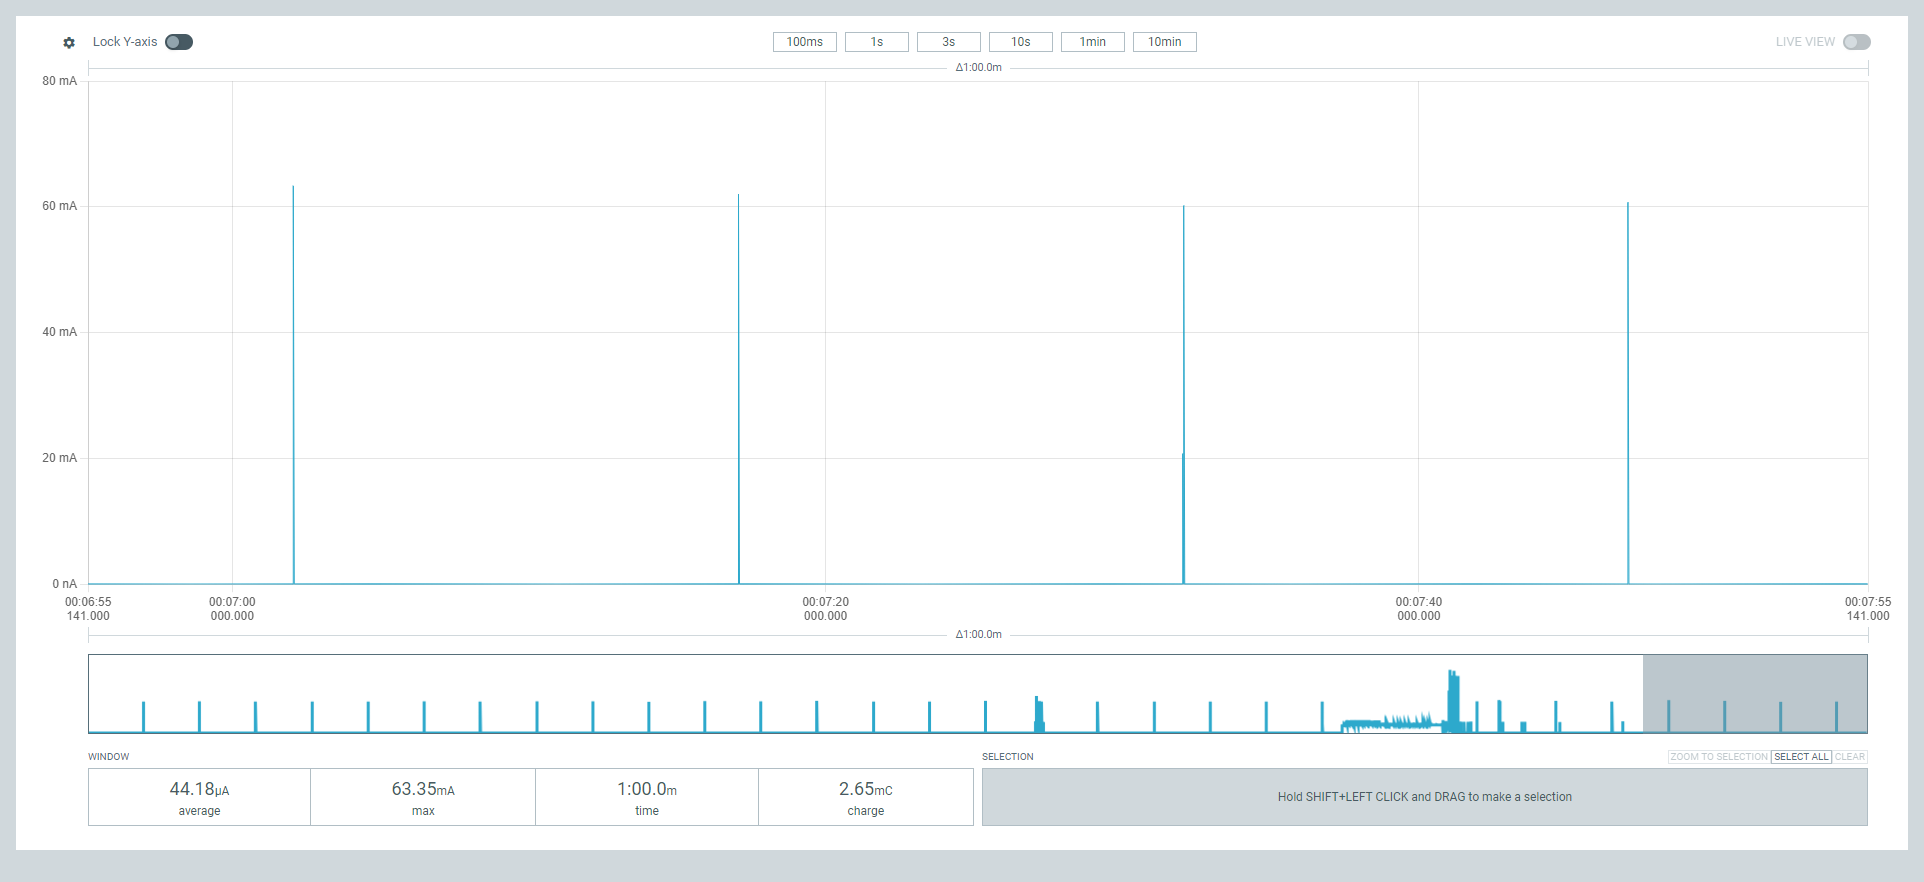 Lock Y-axis
100ms 1s 3s 10s 1min 10min
LIVE VIEW
Δ1:00.0m
80 mA
60 mA
40 mA
20 mA
0 nA
00:06:55 00:07:00 00:07:20 00:07:40 00:07:55
141.000 000.000 000.000 000.000 141.000
Δ1:00.0m
WINDOW
44.18μA 63.35mA 1:00.0m 2.65mC
average max time charge
SELECTION
ZOOM TO SELECTION SELECT ALL CLEAR
Hold SHIFT+LEFT CLICK and DRAG to make a selection